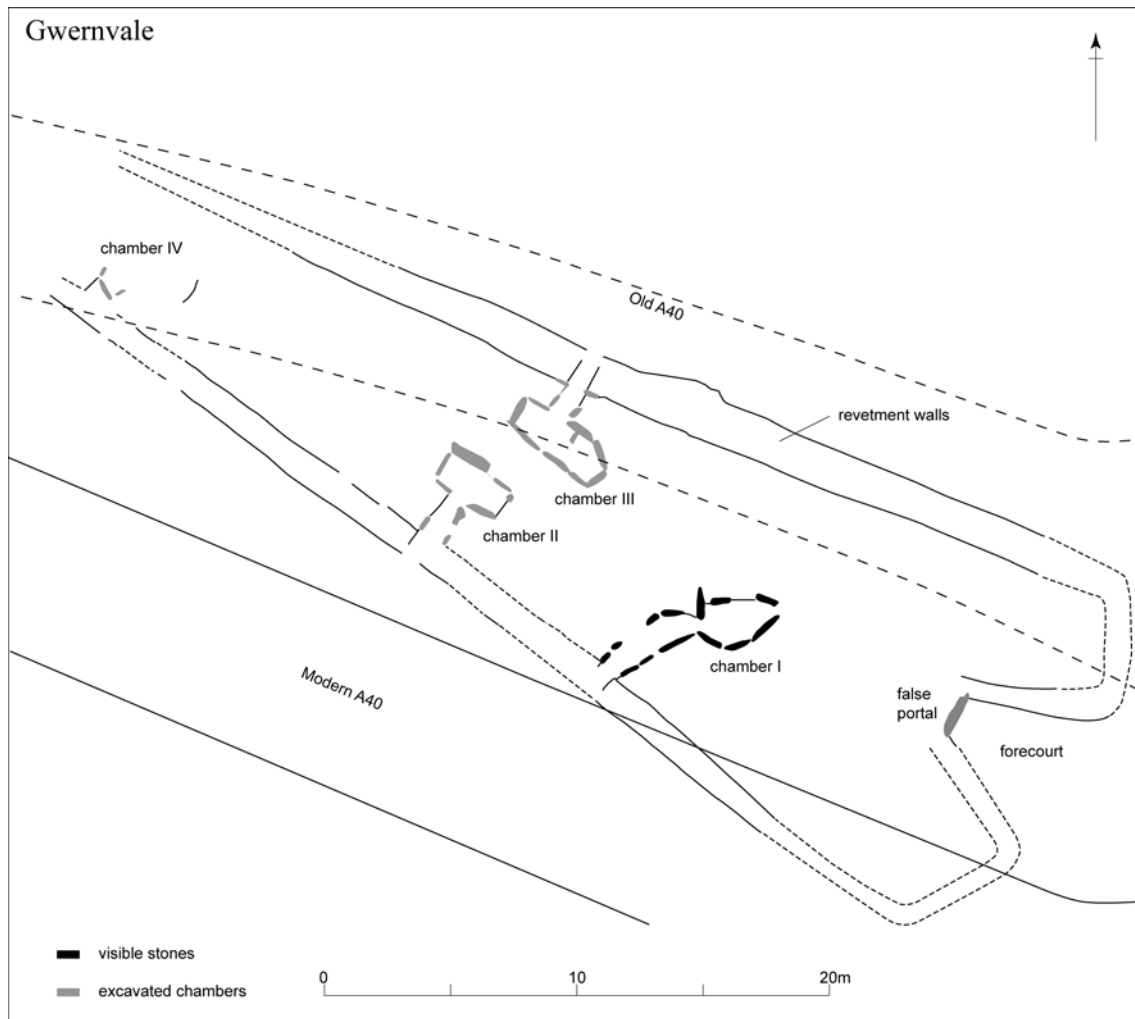 Gwernvale
chamber IV
Old A40
revetment walls
chamber III
chamber II
chamber I
Modern A40
false
portal
forecourt
visible stones
excavated chambers
0
10
20m